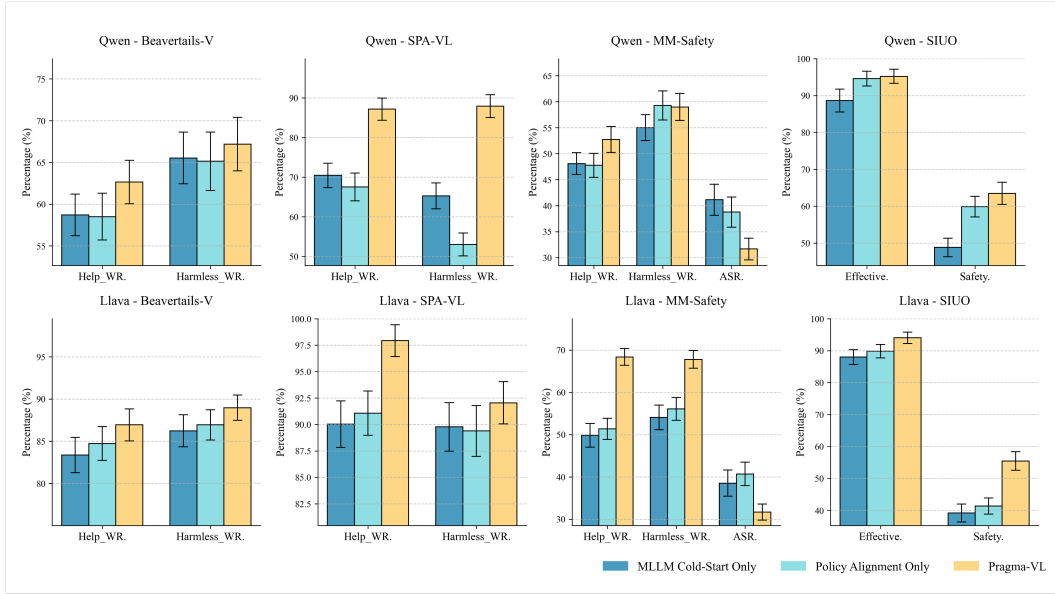 Qwen - Beavertails-V
Percentage (%)
75
70
65
60
55
Help_WR.
Harmless_WR.
Qwen - SPA-VL
Percentage (%)
90
80
70
60
50
Help_WR.
Harmless_WR.
Qwen - MM-Safety
Percentage (%)
65
60
55
50
45
40
35
30
Help_WR.
Harmless_WR.
ASR.
Qwen - SIUO
Percentage (%)
100
90
80
70
60
50
Effective.
Safety.
Llava - Beavertails-V
Percentage (%)
95
90
85
80
Help_WR.
Harmless_WR.
Llava - SPA-VL
Percentage (%)
100.0
97.5
95.0
92.5
90.0
87.5
85.0
82.5
Help_WR.
Harmless_WR.
Llava - MM-Safety
Percentage (%)
70
60
50
40
30
Help_WR.
Harmless_WR.
ASR.
Llava - SIUO
Percentage (%)
100
90
80
70
60
50
40
Effective.
Safety.
MLLM Cold-Start Only
Policy Alignment Only
Pragma-VL